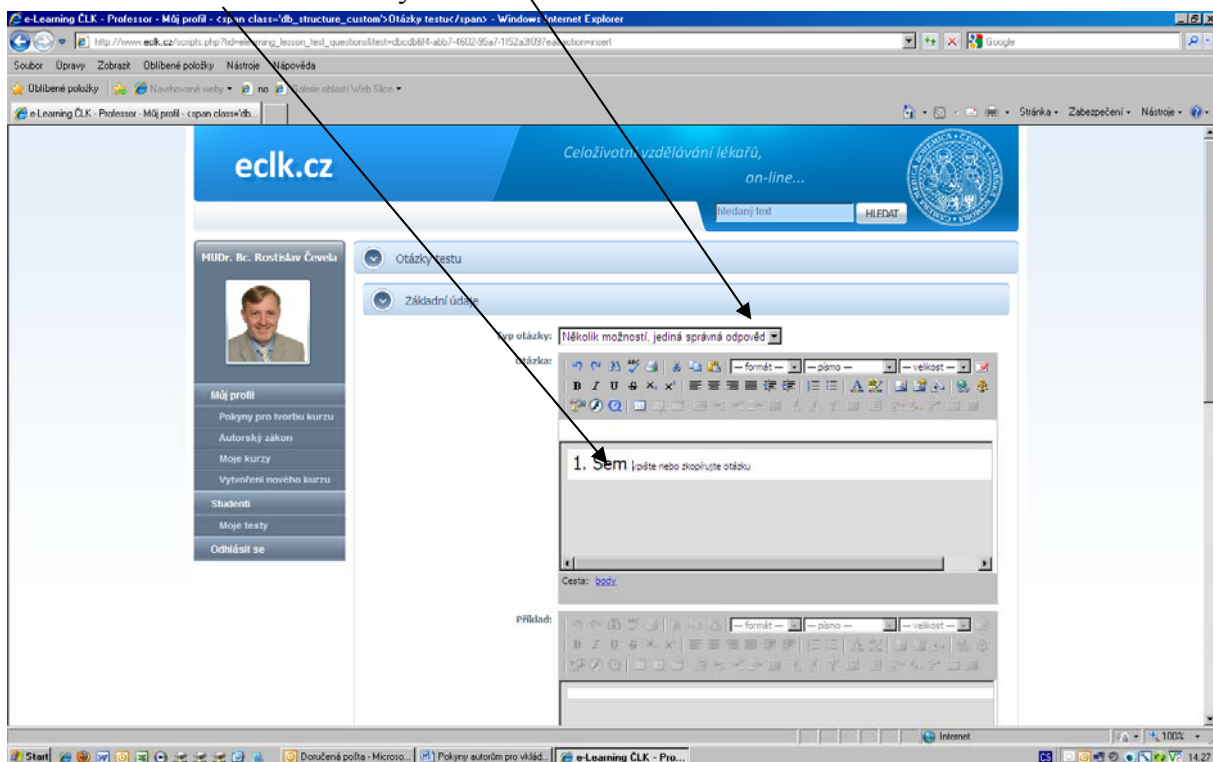 e-Learning ČLK - Professor - Můj profil - <span class='db_structure_custom'>Otázky testu</span> - Windows Internet Explorer
Soubor Úpravy Zobrazit Oblíbené položky Nástroje Nápověda
Oblíbené položky Navrhované weby no Galerie oblastí Web Slice
e-Learning ČLK - Professor - Můj profil - <span class='db... Stránka Zabezpečení Nástroje
Google
eclk.cz
Celoživotní vzdělávání lékařů,
on-line...
hledaný text HLEDAT
MUDr. Bc. Rostislav Čevela
Otázky testu
Základní údaje
Typ otázky: Několik možností, jediná správná odpověď
Otázka:
-- formát -- -- písmo -- -- velikost --
1. Sem vpište nebo zkopírujte otázku
Cesta: body
Příklad:
-- formát -- -- písmo -- -- velikost --
Můj profil
Pokyny pro tvorbu kurzu
Autorský zákon
Moje kurzy
Vytvoření nového kurzu
Studenti
Moje testy
Odhlásit se
Internet 100%
Start Doručená pošta - Microso... Pokyny autorům pro vklád... e-Learning ČLK - Pro... CS 14:27